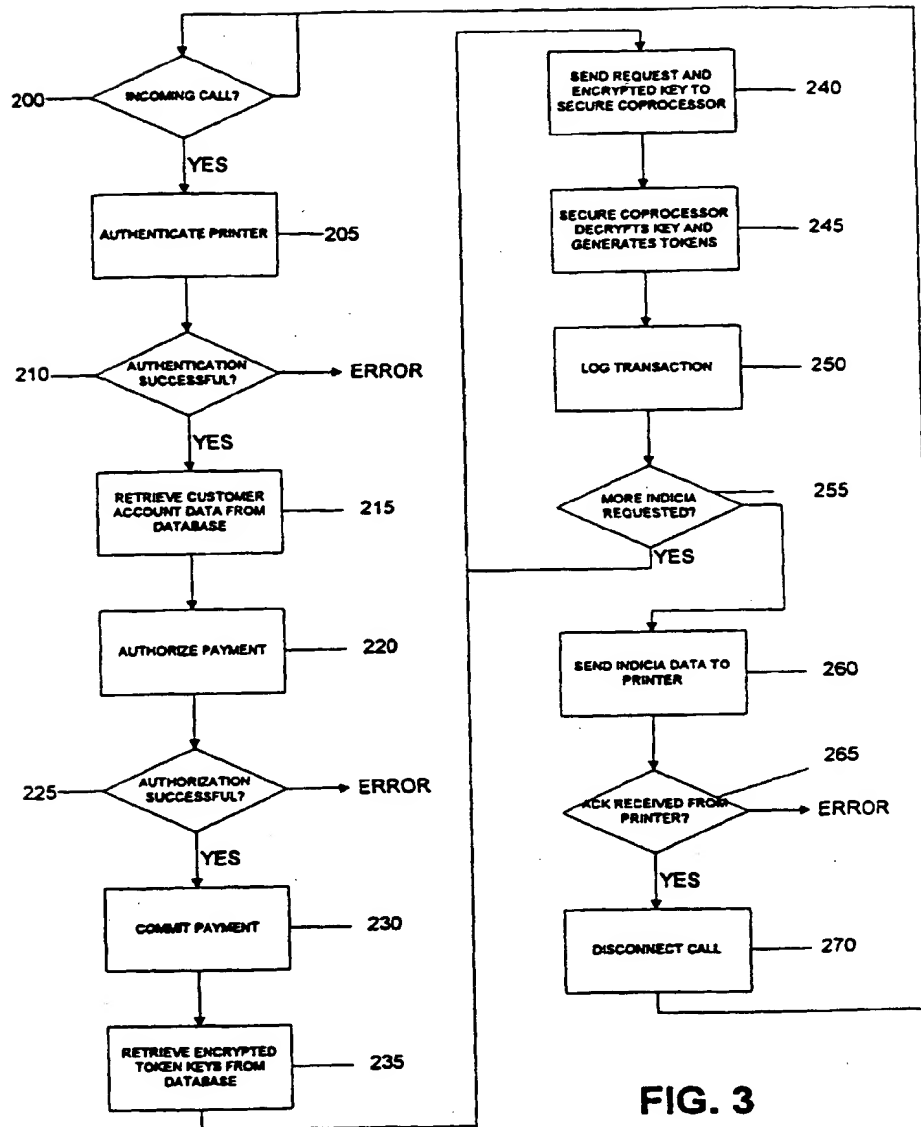 INCOMING CALL?
200
YES
AUTHENTICATE PRINTER
205
AUTHENTICATION
SUCCESSFUL?
210
ERROR
YES
RETRIEVE CUSTOMER
ACCOUNT DATA FROM
DATABASE
215
AUTHORIZE PAYMENT
220
AUTHORIZATION
SUCCESSFUL?
225
ERROR
YES
COMMIT PAYMENT
230
RETRIEVE ENCRYPTED
TOKEN KEYS FROM
DATABASE
235
SEND REQUEST AND
ENCRYPTED KEY TO
SECURE COPROCESSOR
240
SECURE COPROCESSOR
DECRYPTS KEY AND
GENERATES TOKENS
245
LOG TRANSACTION
250
MORE INDICIA
REQUESTED?
255
YES
SEND INDICIA DATA TO
PRINTER
260
ACK RECEIVED FROM
PRINTER?
265
ERROR
YES
DISCONNECT CALL
270
FIG. 3